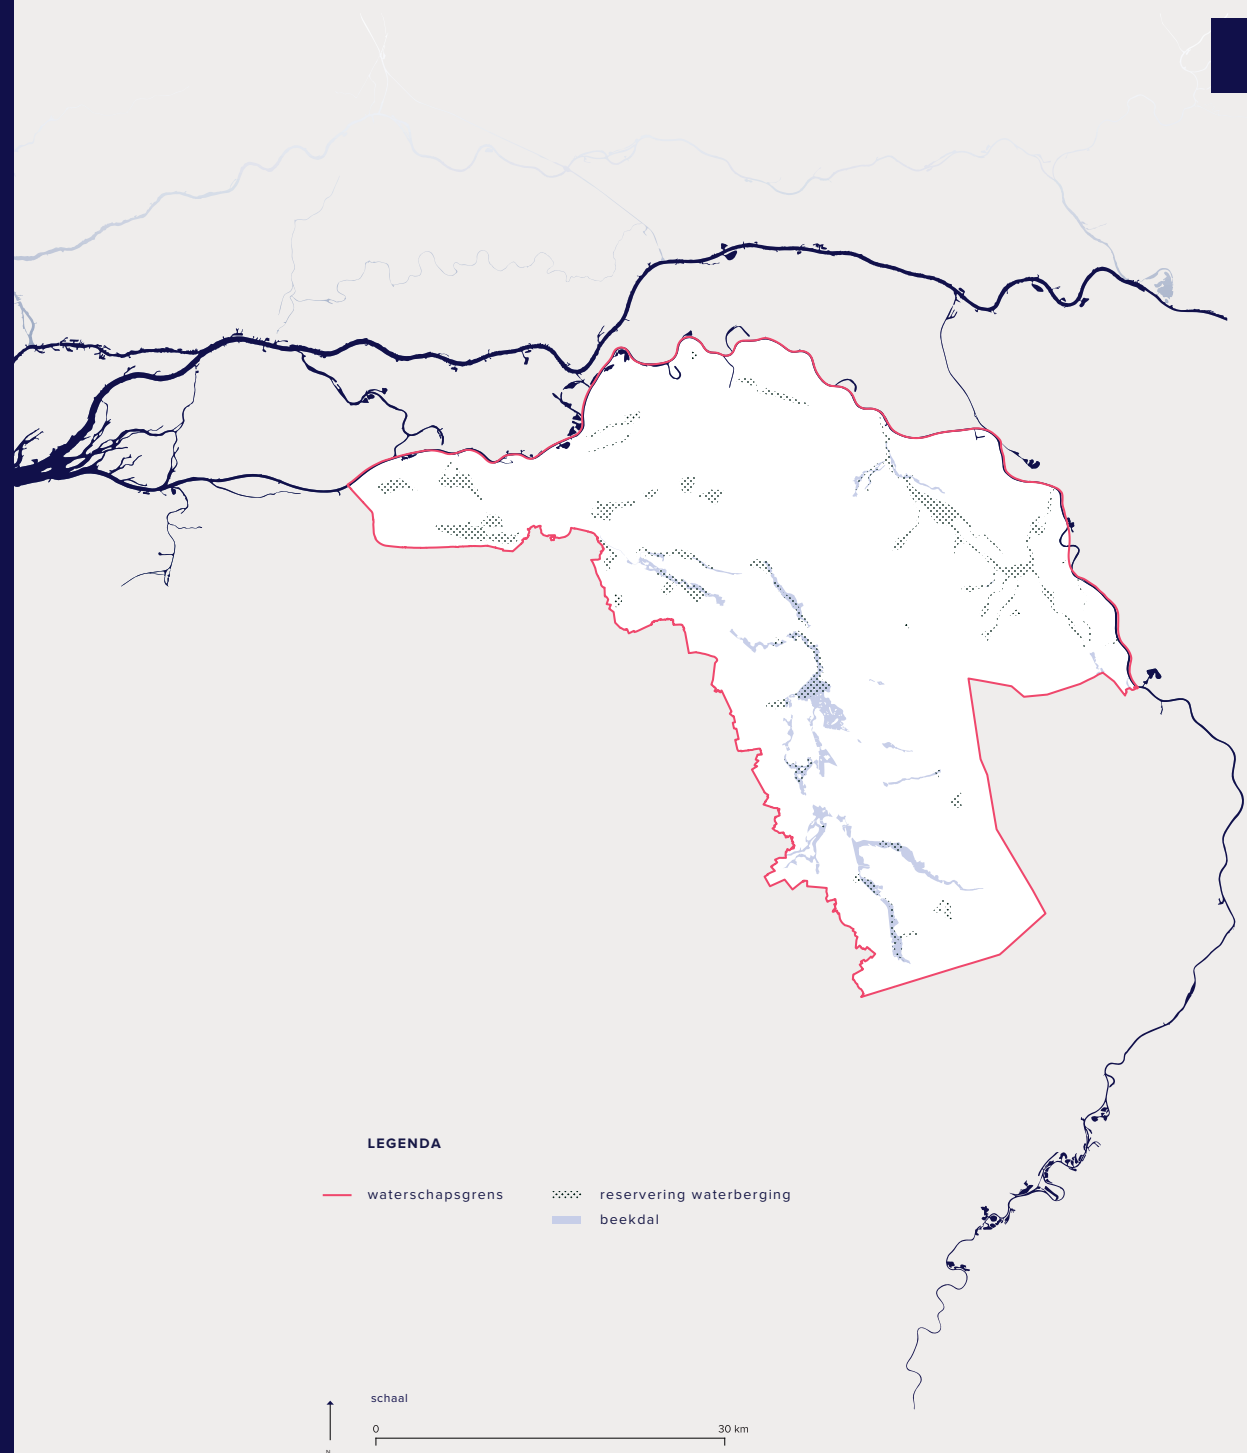 LEGENDA
waterschapsgrens
reservering waterberging
beekdal
schaal
0 30 km
N